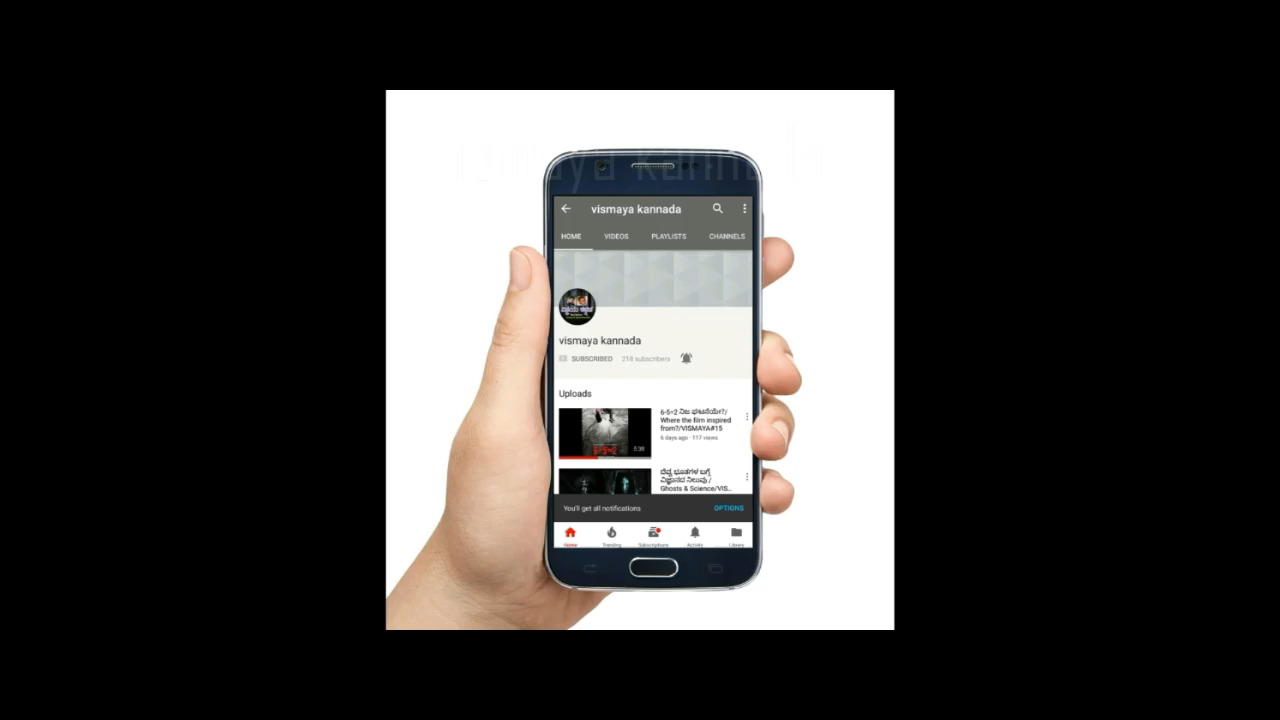 vismaya kannada
HOME VIDEOS PLAYLISTS CHANNELS
vismaya kannada
SUBSCRIBED 218 subscribers
Uploads
6-5=2 ನಿಜ ಘಟನೆಯೇ?/
Where the film inspired
from?/VISMAYA#15
6 days ago · 117 views
5:38
ದೆವ್ವ ಭೂತಗಳ ಬಗ್ಗೆ
ವಿಜ್ಞಾನದ ನಿಲುವು /
Ghosts & Science/VIS...
You'll get all notifications OPTIONS
Home Trending Subscriptions Activity Library